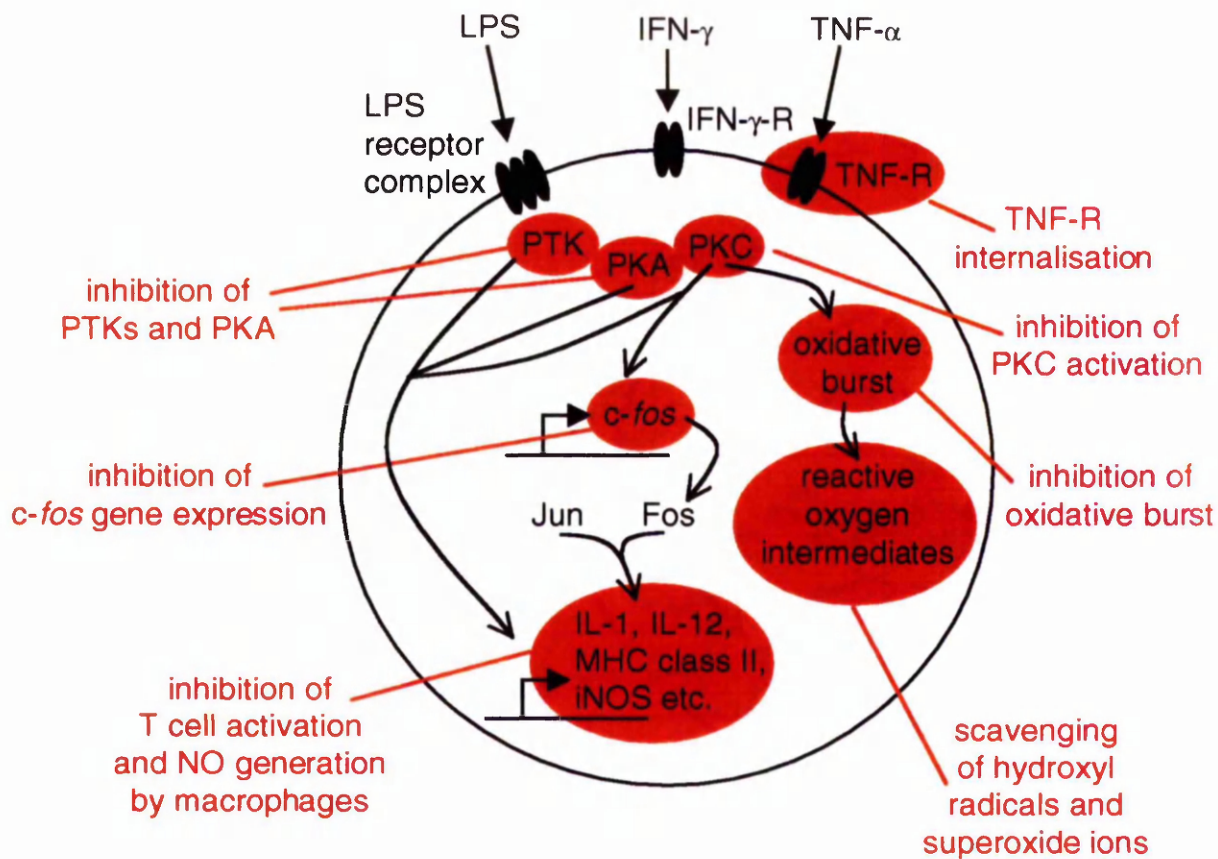 LPS
IFN-γ
TNF-α
LPS
receptor
complex
IFN-γ-R
TNF-R
TNF-R
internalisation
PTK
PKA
PKC
inhibition of
PTKs and PKA
inhibition of
PKC activation
oxidative
burst
c-fos
inhibition of
c-fos gene expression
reactive
oxygen
intermediates
inhibition of
oxidative burst
Jun
Fos
IL-1, IL-12,
MHC class II,
iNOS etc.
inhibition of
T cell activation
and NO generation
by macrophages
scavenging
of hydroxyl
radicals and
superoxide ions